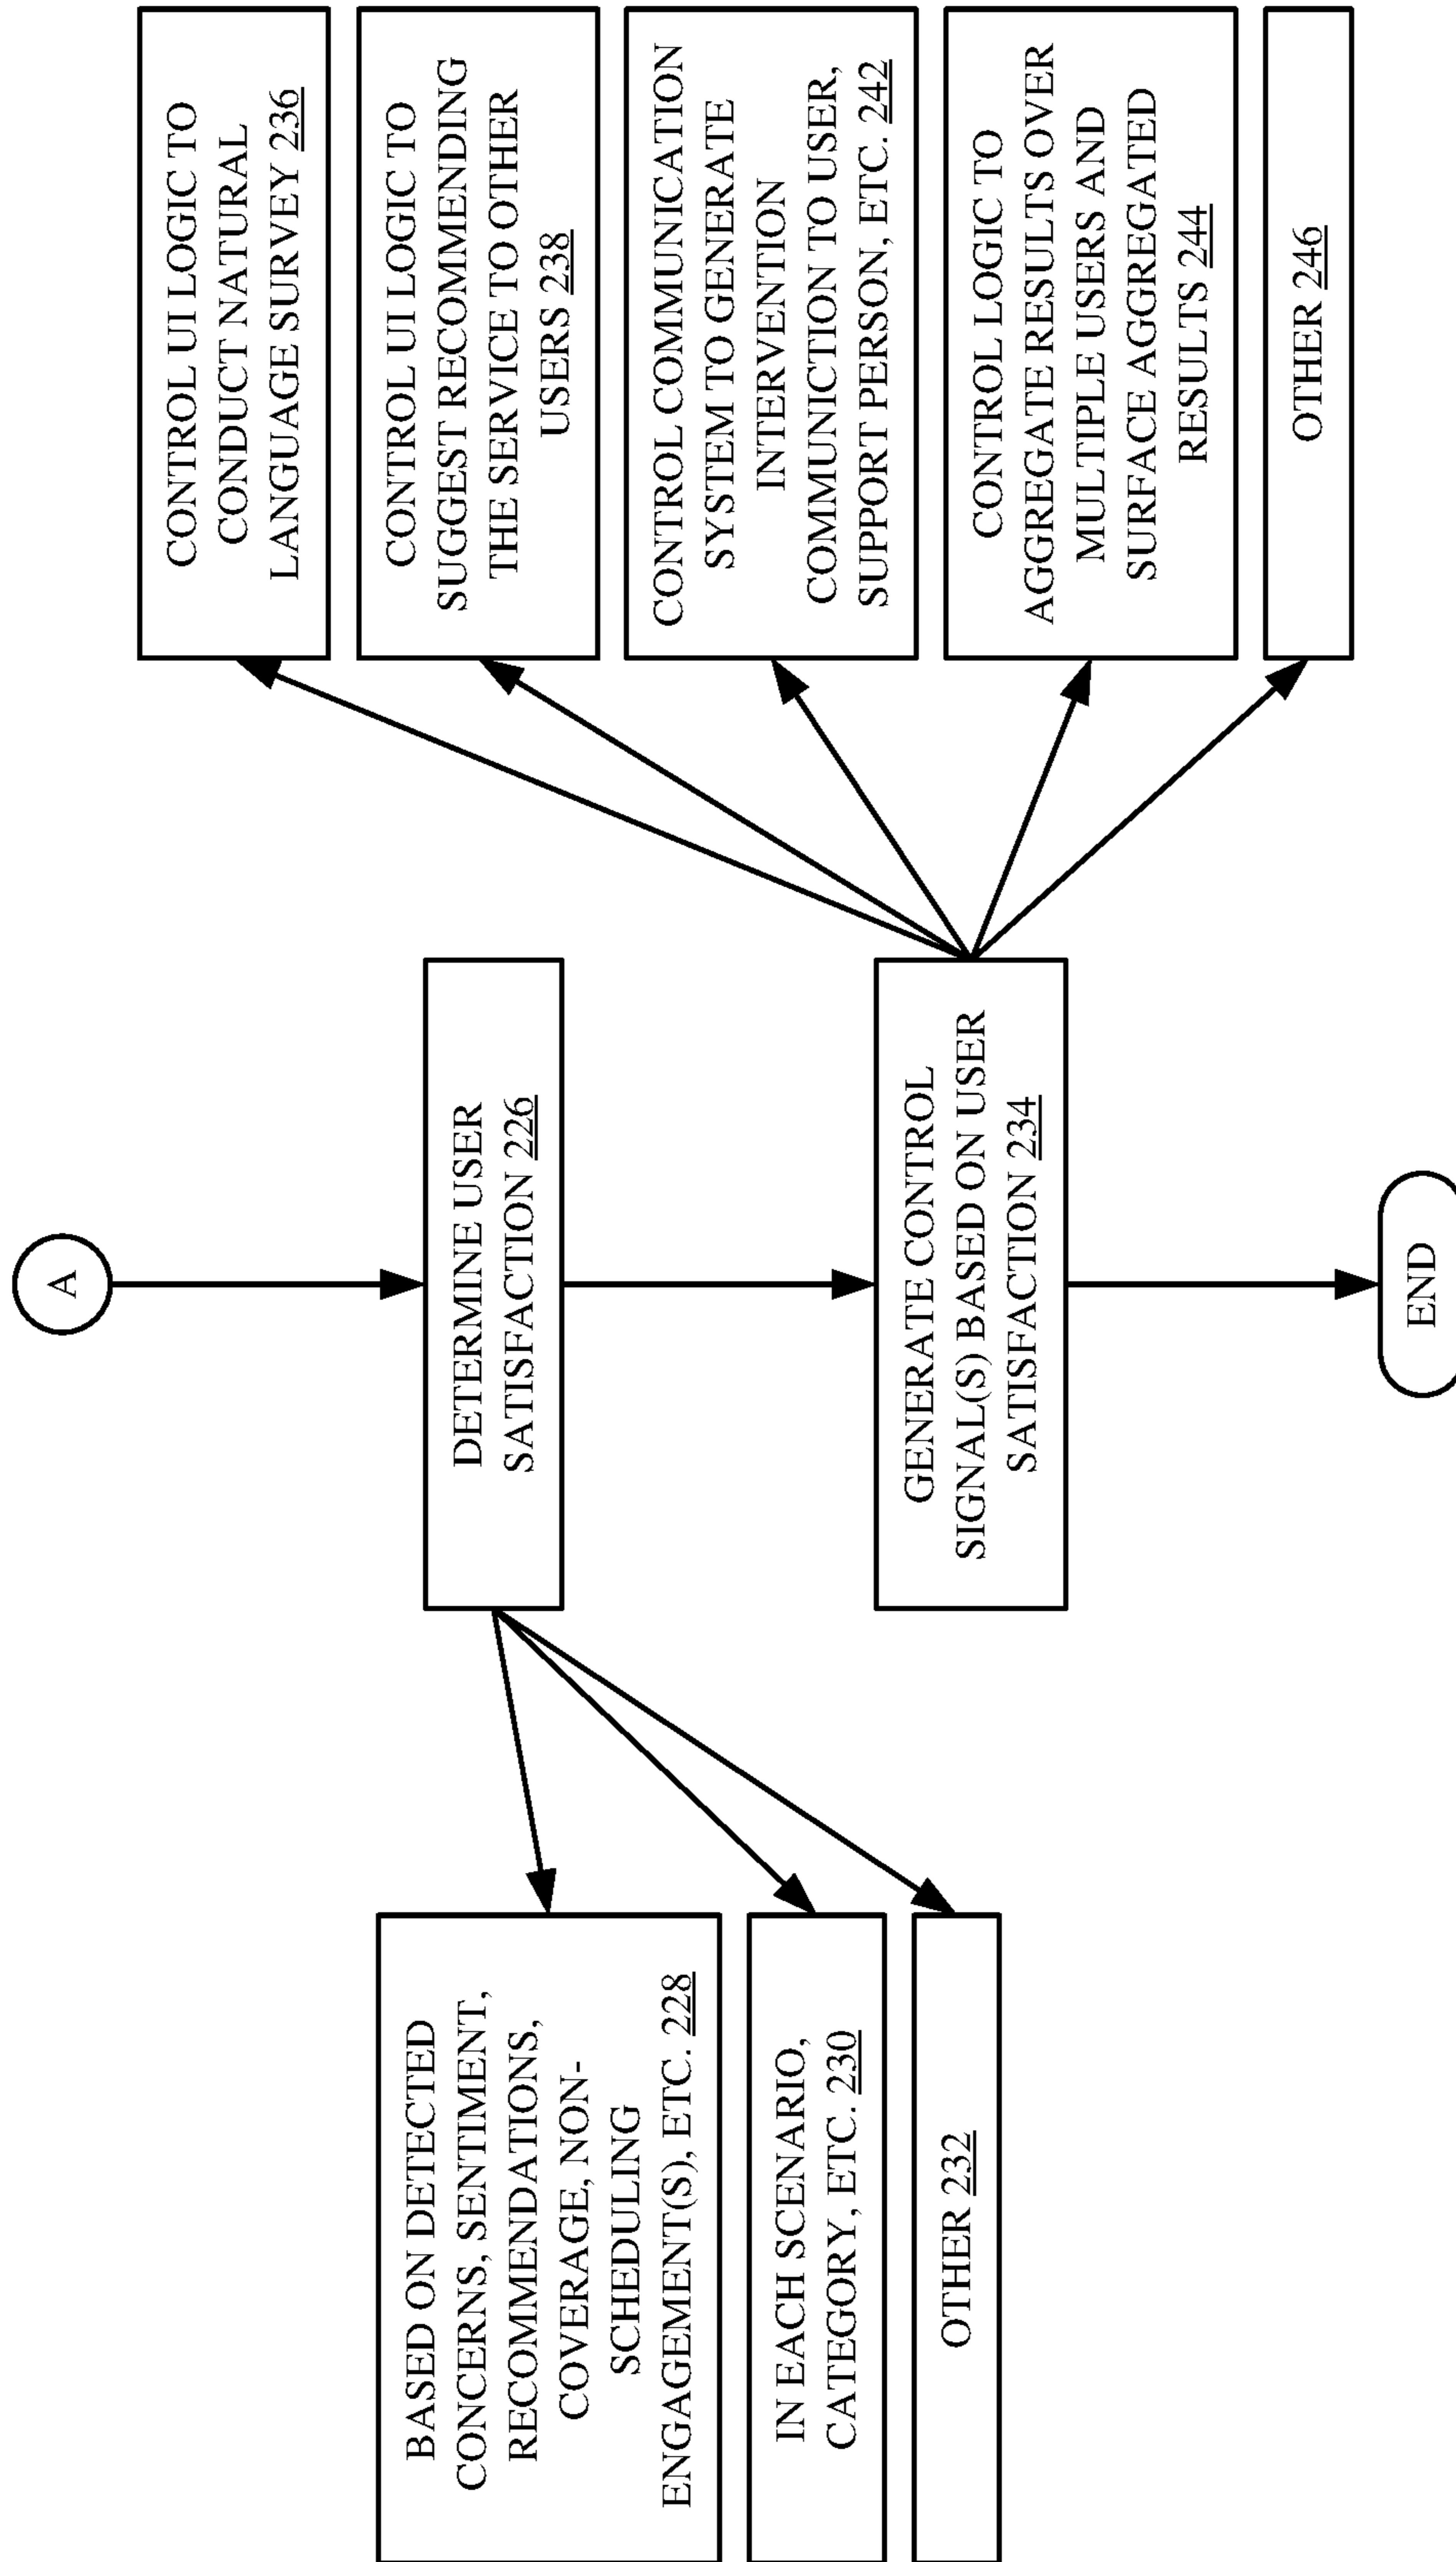 A
DETERMINE USER
SATISFACTION 226
BASED ON DETECTED
CONCERNS, SENTIMENT,
RECOMMENDATIONS,
COVERAGE, NON-
SCHEDULING
ENGAGEMENT(S), ETC. 228
IN EACH SCENARIO,
CATEGORY, ETC. 230
OTHER 232
GENERATE CONTROL
SIGNAL(S) BASED ON USER
SATISFACTION 234
CONTROL UI LOGIC TO
CONDUCT NATURAL
LANGUAGE SURVEY 236
CONTROL UI LOGIC TO
SUGGEST RECOMMENDING
THE SERVICE TO OTHER
USERS 238
CONTROL COMMUNICATION
SYSTEM TO GENERATE
INTERVENTION
COMMUNICTION TO USER,
SUPPORT PERSON, ETC. 242
CONTROL LOGIC TO
AGGREGATE RESULTS OVER
MULTIPLE USERS AND
SURFACE AGGREGATED
RESULTS 244
OTHER 246
END